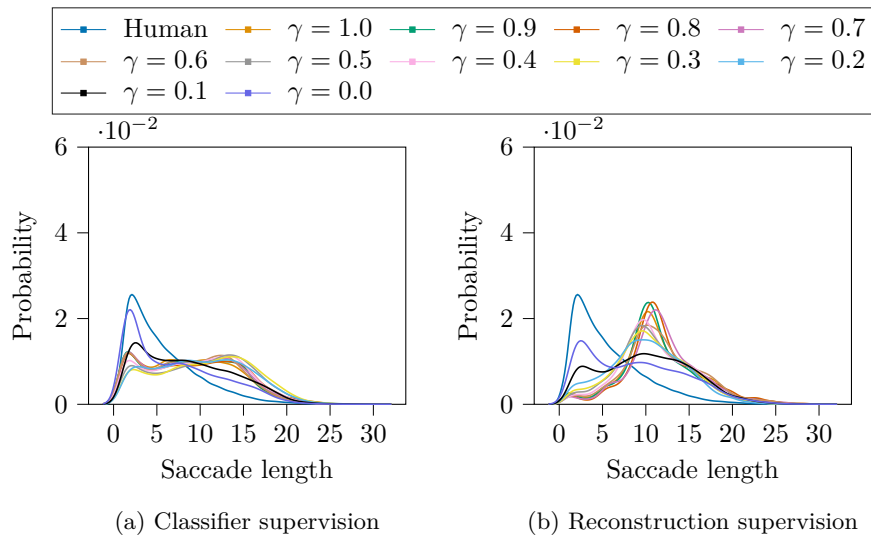 Human γ = 1.0 γ = 0.9 γ = 0.8 γ = 0.7
γ = 0.6 γ = 0.5 γ = 0.4 γ = 0.3 γ = 0.2
γ = 0.1 γ = 0.0
·10⁻²
6
4
2
0
Probability
0 5 10 15 20 25 30
Saccade length
(a) Classifier supervision
·10⁻²
6
4
2
0
Probability
0 5 10 15 20 25 30
Saccade length
(b) Reconstruction supervision